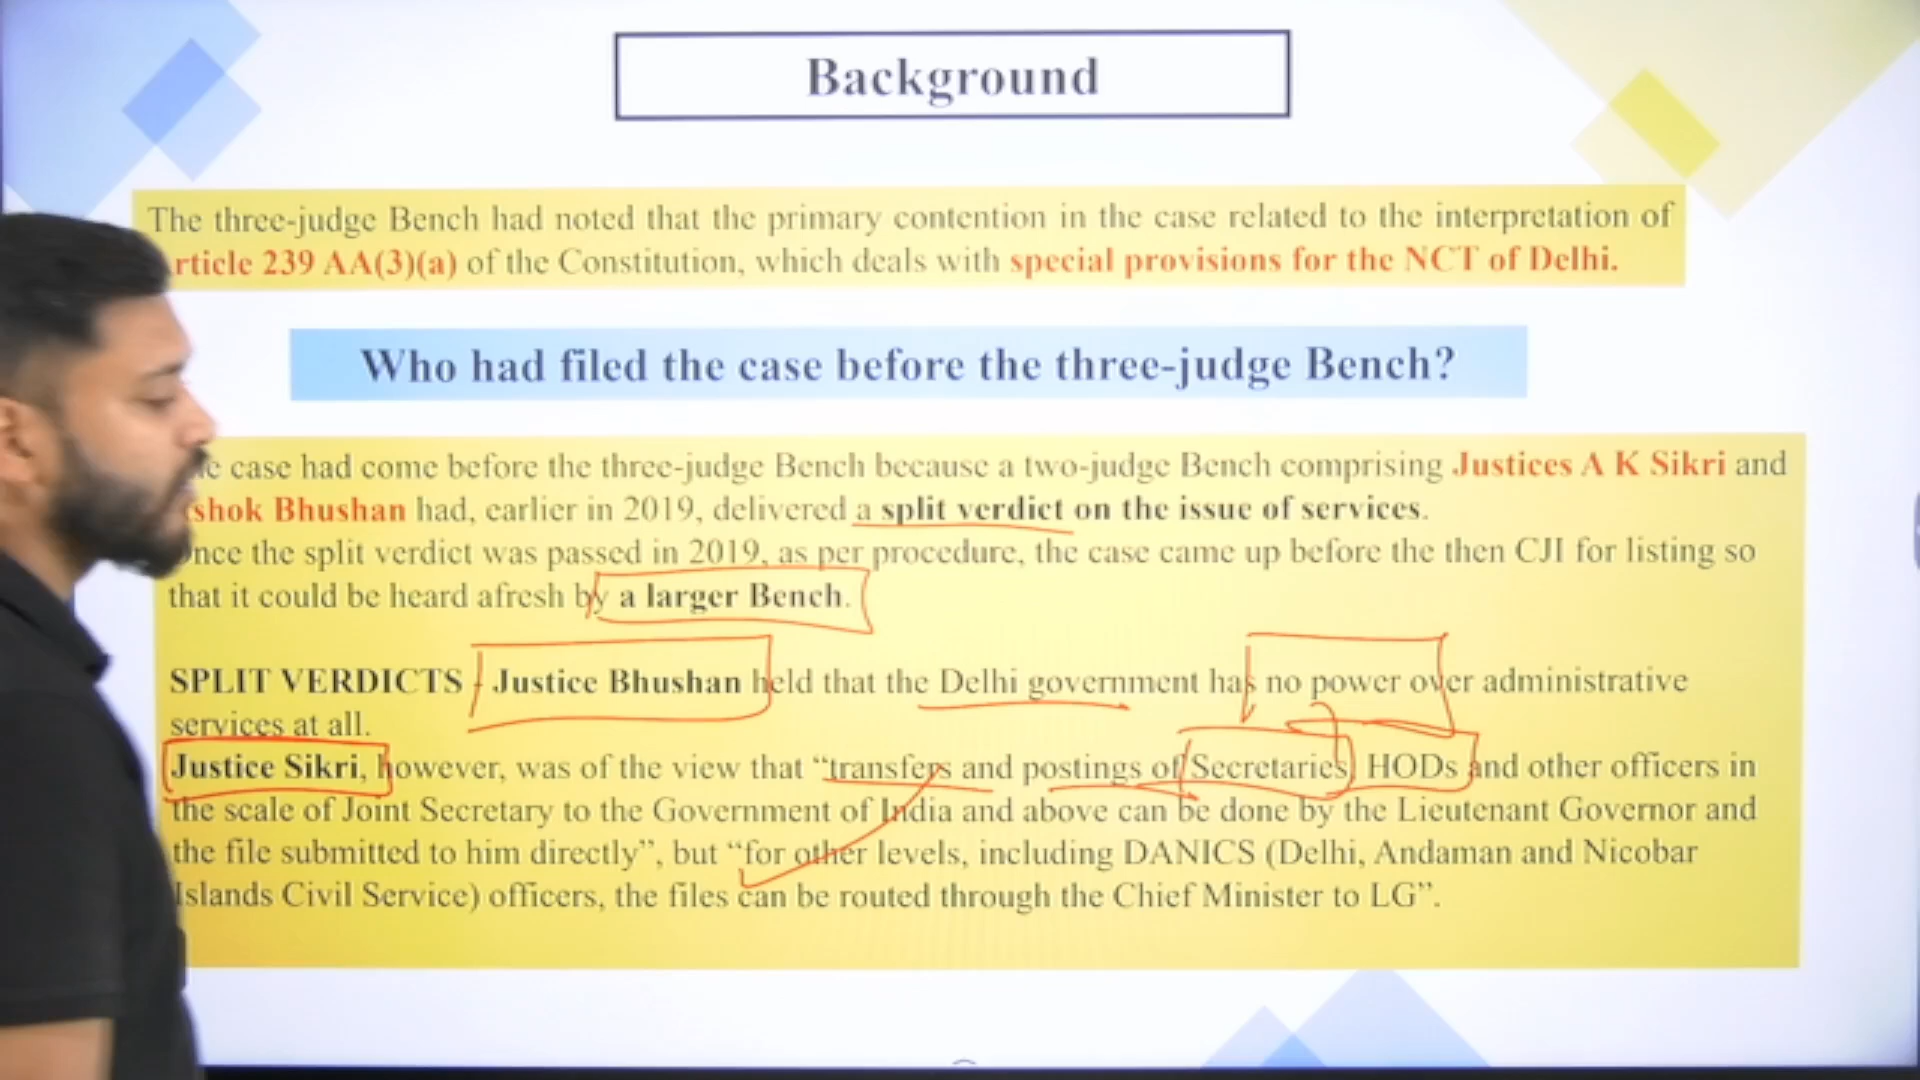 Background
The three-judge Bench had noted that the primary contention in the case related to the interpretation of
rticle 239 AA(3)(a) of the Constitution, which deals with special provisions for the NCT of Delhi.
Who had filed the case before the three-judge Bench?
e case had come before the three-judge Bench because a two-judge Bench comprising Justices A K Sikri and
shok Bhushan had, earlier in 2019, delivered a split verdict on the issue of services.
nce the split verdict was passed in 2019, as per procedure, the case came up before the then CJI for listing so
that it could be heard afresh by a larger Bench.
SPLIT VERDICTS - Justice Bhushan held that the Delhi government has no power over administrative
services at all.
Justice Sikri, however, was of the view that “transfers and postings of Secretaries, HODs and other officers in
the scale of Joint Secretary to the Government of India and above can be done by the Lieutenant Governor and
the file submitted to him directly”, but “for other levels, including DANICS (Delhi, Andaman and Nicobar
Islands Civil Service) officers, the files can be routed through the Chief Minister to LG”.